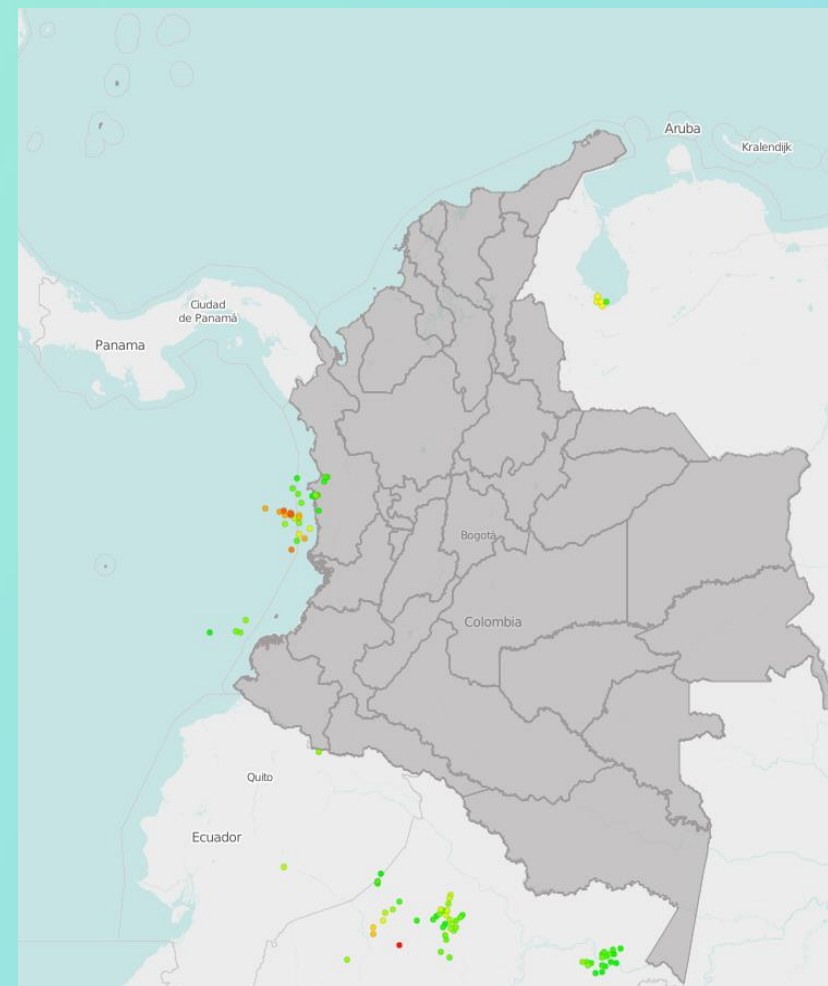 Aruba
Kralendijk
Ciudad
de Panamá
Panama
Bogotá
Colombia
Quito
Ecuador